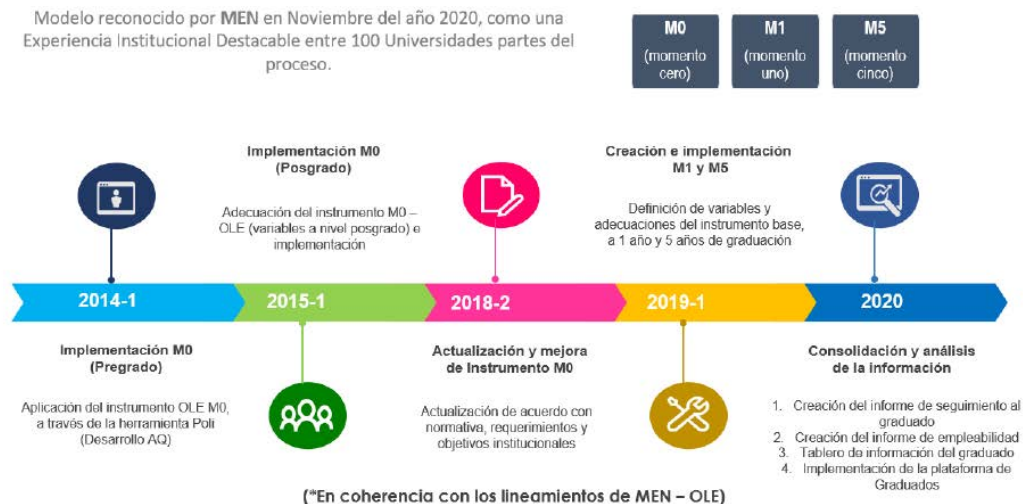 Modelo reconocido por MEN en Noviembre del año 2020, como una
Experiencia Institucional Destacable entre 100 Universidades partes del
proceso.
M0
(momento
cero)
M1
(momento
uno)
M5
(momento
cinco)
Implementación M0
(Posgrado)
Adecuación del instrumento M0 –
OLE (variables a nivel posgrado) e
implementación
Creación e implementación
M1 y M5
Definición de variables y
adecuaciones del instrumento base,
a 1 año y 5 años de graduación
2014-1
2015-1
2018-2
2019-1
2020
Implementación M0
(Pregrado)
Aplicación del instrumento OLE M0,
a través de la herramienta Poli
(Desarrollo AQ)
Actualización y mejora
de Instrumento M0
Actualización de acuerdo con
normativa, requerimientos y
objetivos institucionales
Consolidación y análisis
de la información
1. Creación del informe de seguimiento al
graduado
2. Creación del informe de empleabilidad
3. Tablero de información del graduado
4. Implementación de la plataforma de
Graduados
(*En coherencia con los lineamientos de MEN – OLE)